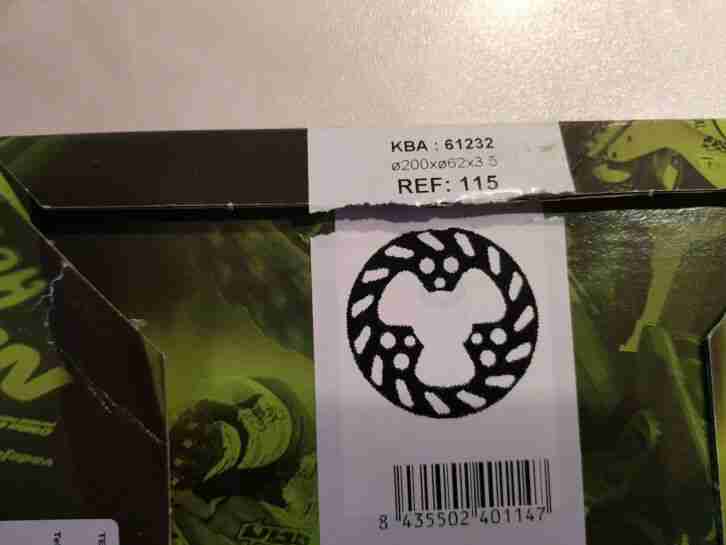 KBA : 61232
ø200xø62x3.5
REF: 115
8 435502 401147